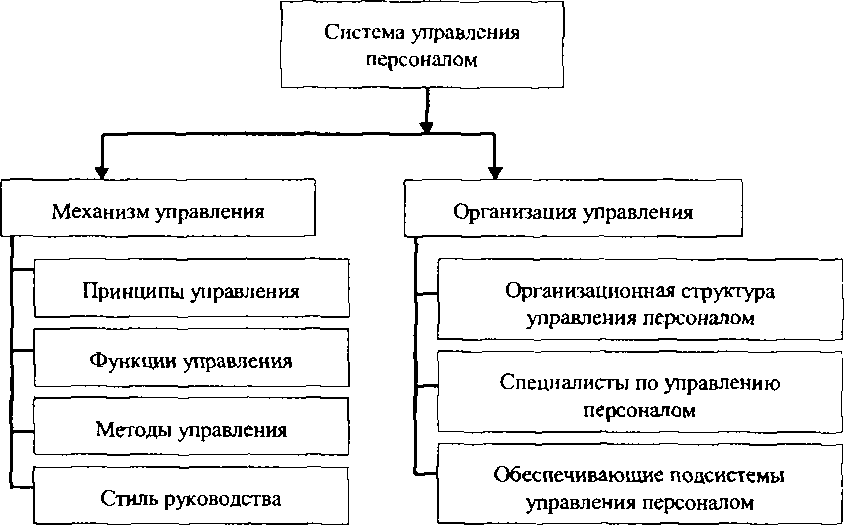 Система управления
персоналом
Механизм управления
Принципы управления
Функции управления
Методы управления
Стиль руководства
Организация управления
Организационная структура
управления персоналом
Специалисты по управлению
персоналом
Обеспечивающие подсистемы
управления персоналом